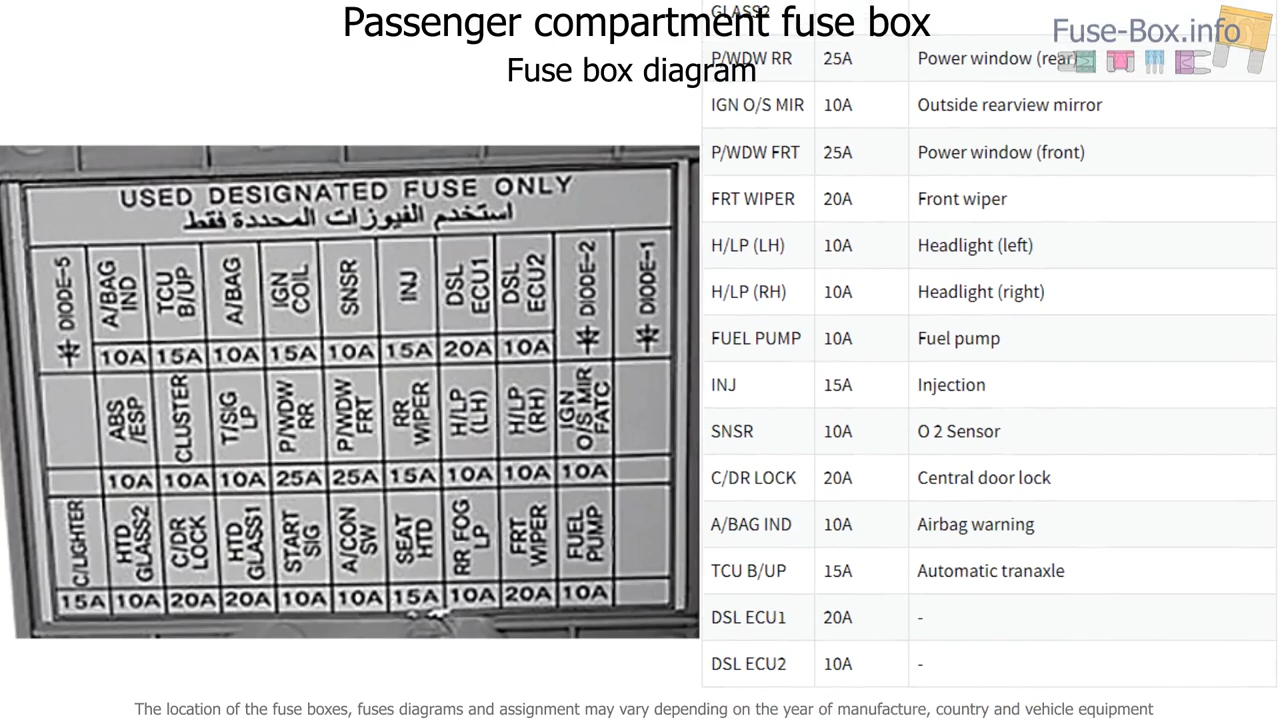 Passenger compartment fuse box
Fuse box diagram
Fuse-Box.info
USED DESIGNATED FUSE ONLY
استخدم الفيوزات المحددة فقط
DIODE-5 A/BAG IND TCU B/UP A/BAG IGN COIL SNSR INJ DSL ECU1 DSL ECU2 DIODE-2 DIODE-1
10A 15A 10A 15A 10A 15A 20A 10A
ABS /ESP CLUSTER T/SIG LP P/WDW RR P/WDW FRT RR WIPER H/LP (LH) H/LP (RH) IGN O/S MIR FATC
10A 10A 10A 25A 25A 15A 10A 10A 10A
C/LIGHTER HTD GLASS2 C/DR LOCK HTD GLASS1 START SIG A/CON SW SEAT HTD RR FOG LP FRT WIPER FUEL PUMP
15A 10A 20A 20A 10A 10A 15A 10A 20A 10A
GLASS2
P/WDW RR 25A Power window (rear)
IGN O/S MIR 10A Outside rearview mirror
P/WDW FRT 25A Power window (front)
FRT WIPER 20A Front wiper
H/LP (LH) 10A Headlight (left)
H/LP (RH) 10A Headlight (right)
FUEL PUMP 10A Fuel pump
INJ 15A Injection
SNSR 10A O 2 Sensor
C/DR LOCK 20A Central door lock
A/BAG IND 10A Airbag warning
TCU B/UP 15A Automatic tranaxle
DSL ECU1 20A -
DSL ECU2 10A -
The location of the fuse boxes, fuses diagrams and assignment may vary depending on the year of manufacture, country and vehicle equipment